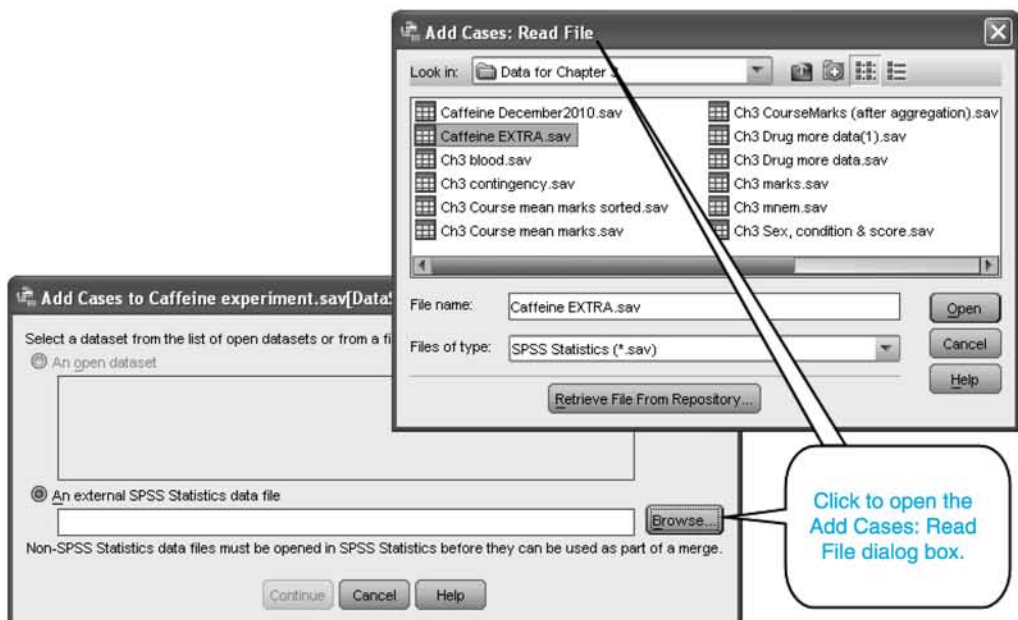 Add Cases: Read File
Look in: Data for Chapter 3
Caffeine December2010.sav
Caffeine EXTRA.sav
Ch3 blood.sav
Ch3 contingency.sav
Ch3 Course mean marks sorted.sav
Ch3 Course mean marks.sav
Ch3 CourseMarks (after aggregation).sav
Ch3 Drug more data(1).sav
Ch3 Drug more data.sav
Ch3 marks.sav
Ch3 mnem.sav
Ch3 Sex, condition & score.sav
File name: Caffeine EXTRA.sav Open
Files of type: SPSS Statistics (*.sav) Cancel
Help
Retrieve File From Repository...
Add Cases to Caffeine experiment.sav[Data
Select a dataset from the list of open datasets or from a
An open dataset
An external SPSS Statistics data file
Browse...
Non-SPSS Statistics data files must be opened in SPSS Statistics before they can be used as part of a merge.
Continue Cancel Help
Click to open the
Add Cases: Read
File dialog box.